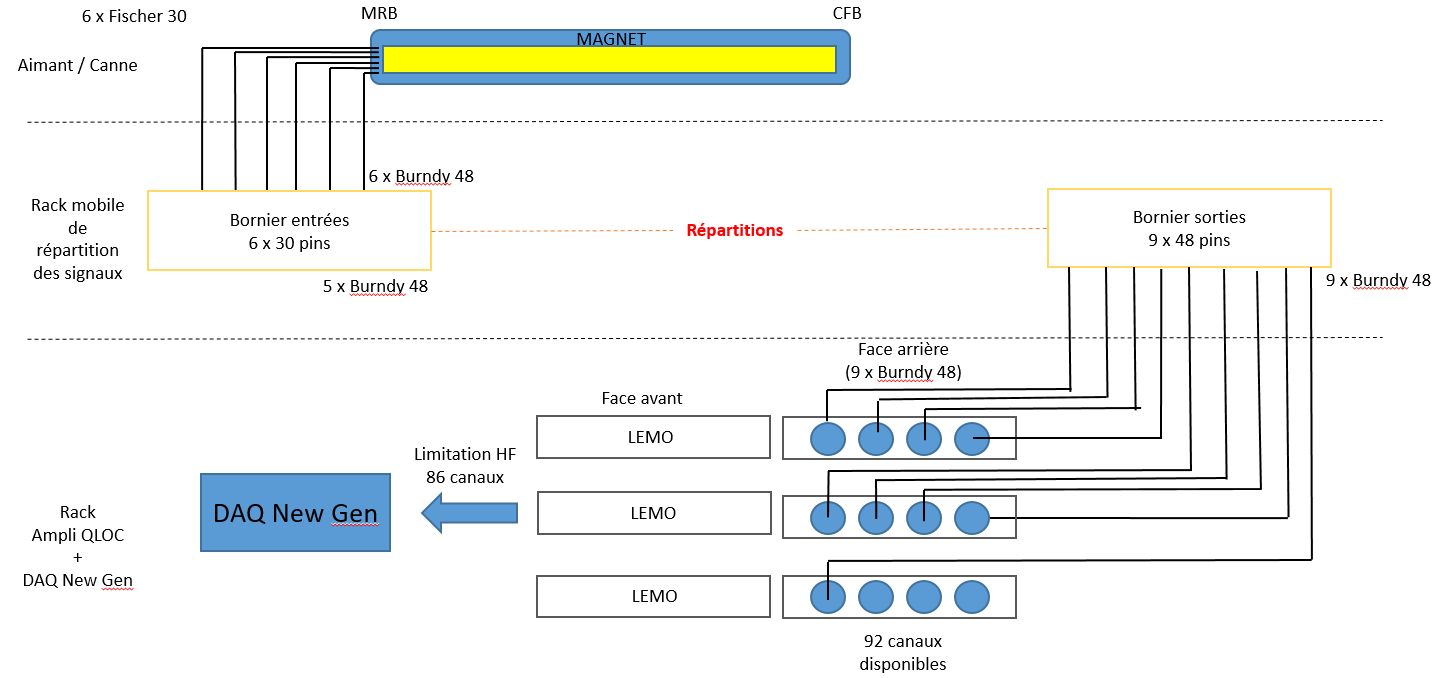 6 x Fischer 30
MRB
CFB
MAGNET
Aimant / Canne
6 x Burndy 48
Rack mobile
de
répartition
des signaux
Bornier entrées
6 x 30 pins
Répartitions
Bornier sorties
9 x 48 pins
5 x Burndy 48
9 x Burndy 48
Face arrière
(9 x Burndy 48)
Face avant
LEMO
Limitation HF
86 canaux
DAQ New Gen
LEMO
Rack
Ampli QLOC
+
DAQ New Gen
LEMO
92 canaux
disponibles